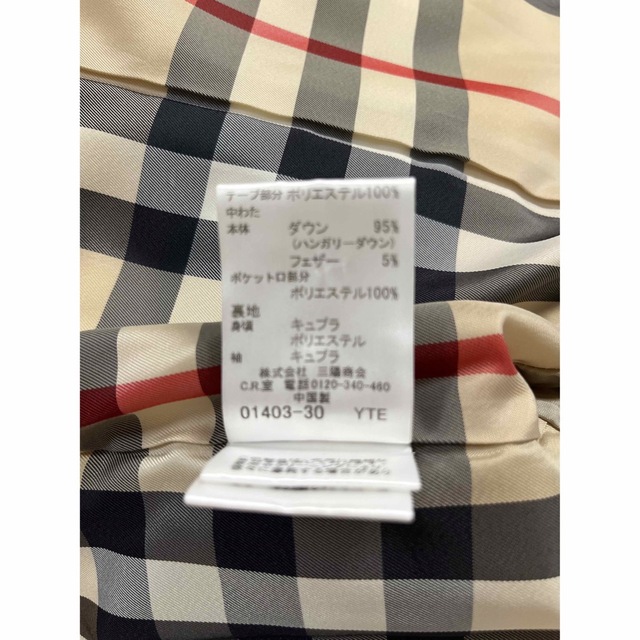 テープ部分 ポリエステル100%
中わた
本体 ダウン 95%
(ハンガリーダウン)
フェザー 5%
ポケット口部分
ポリエステル100%
裏地
身頃 キュプラ
ポリエステル
袖 キュプラ
株式会社 三陽商会
C.R.室 電話0120-340-460
中国製
01403-30 YTE